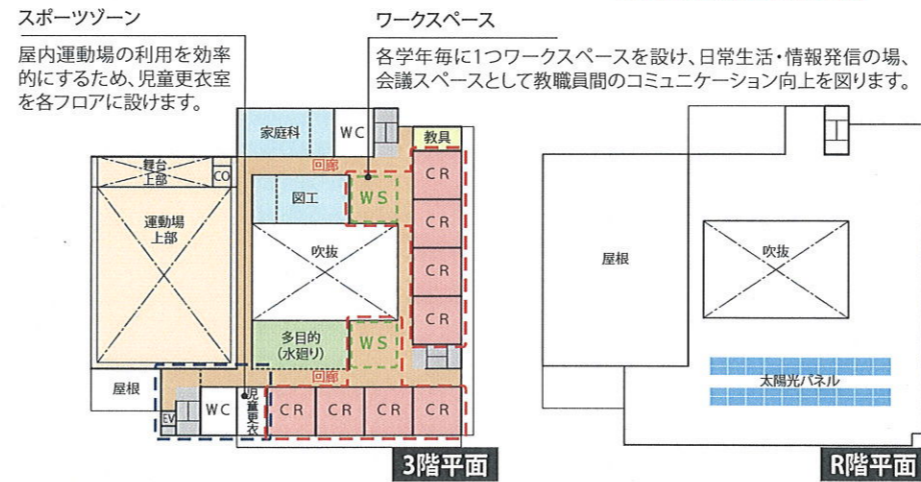 スポーツゾーン
屋内運動場の利用を効率
的にするため、児童更衣室
を各フロアに設けます。
ワークスペース
各学年毎に1つワークスペースを設け、日常生活・情報発信の場、
会議スペースとして教職員間のコミュニケーション向上を図ります。
家庭科
WC
教具
舞台
上部
CO
回廊
CR
図工
WS
CR
運動場
上部
吹抜
CR
CR
多目的
(水廻り)
WS
回廊
屋根
EV
WC
児童更衣
CR
CR
CR
CR
3階平面
屋根
吹抜
太陽光パネル
R階平面